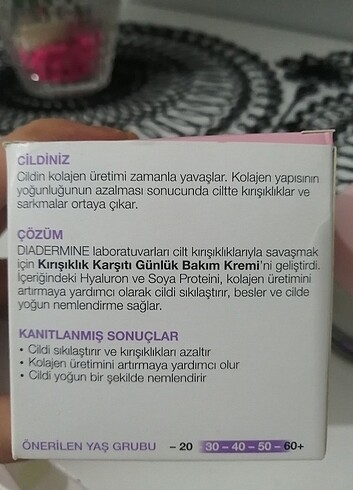 CİLDİNİZ
Cildin kolajen üretimi zamanla yavaşlar. Kolajen yapısının
yoğunluğunun azalması sonucunda ciltte kırışıklıklar ve
sarkmalar ortaya çıkar.
ÇÖZÜM
DIADERMINE laboratuvarları cilt kırışıklıklarıyla savaşmak
için Kırışıklık Karşıtı Günlük Bakım Kremi'ni geliştirdi.
İçeriğindeki Hyaluron ve Soya Proteini, kolajen üretimini
artırmaya yardımcı olarak cildi sıkılaştırır, besler ve cilde
yoğun nemlendirme sağlar.
KANITLANMIŞ SONUÇLAR
• Cildi sıkılaştırır ve kırışıklıkları azaltır
• Kolajen üretimini artırmaya yardımcı olur
• Cildi yoğun bir şekilde nemlendirir
ÖNERİLEN YAŞ GRUBU – 20 – 30 – 40 – 50 – 60+